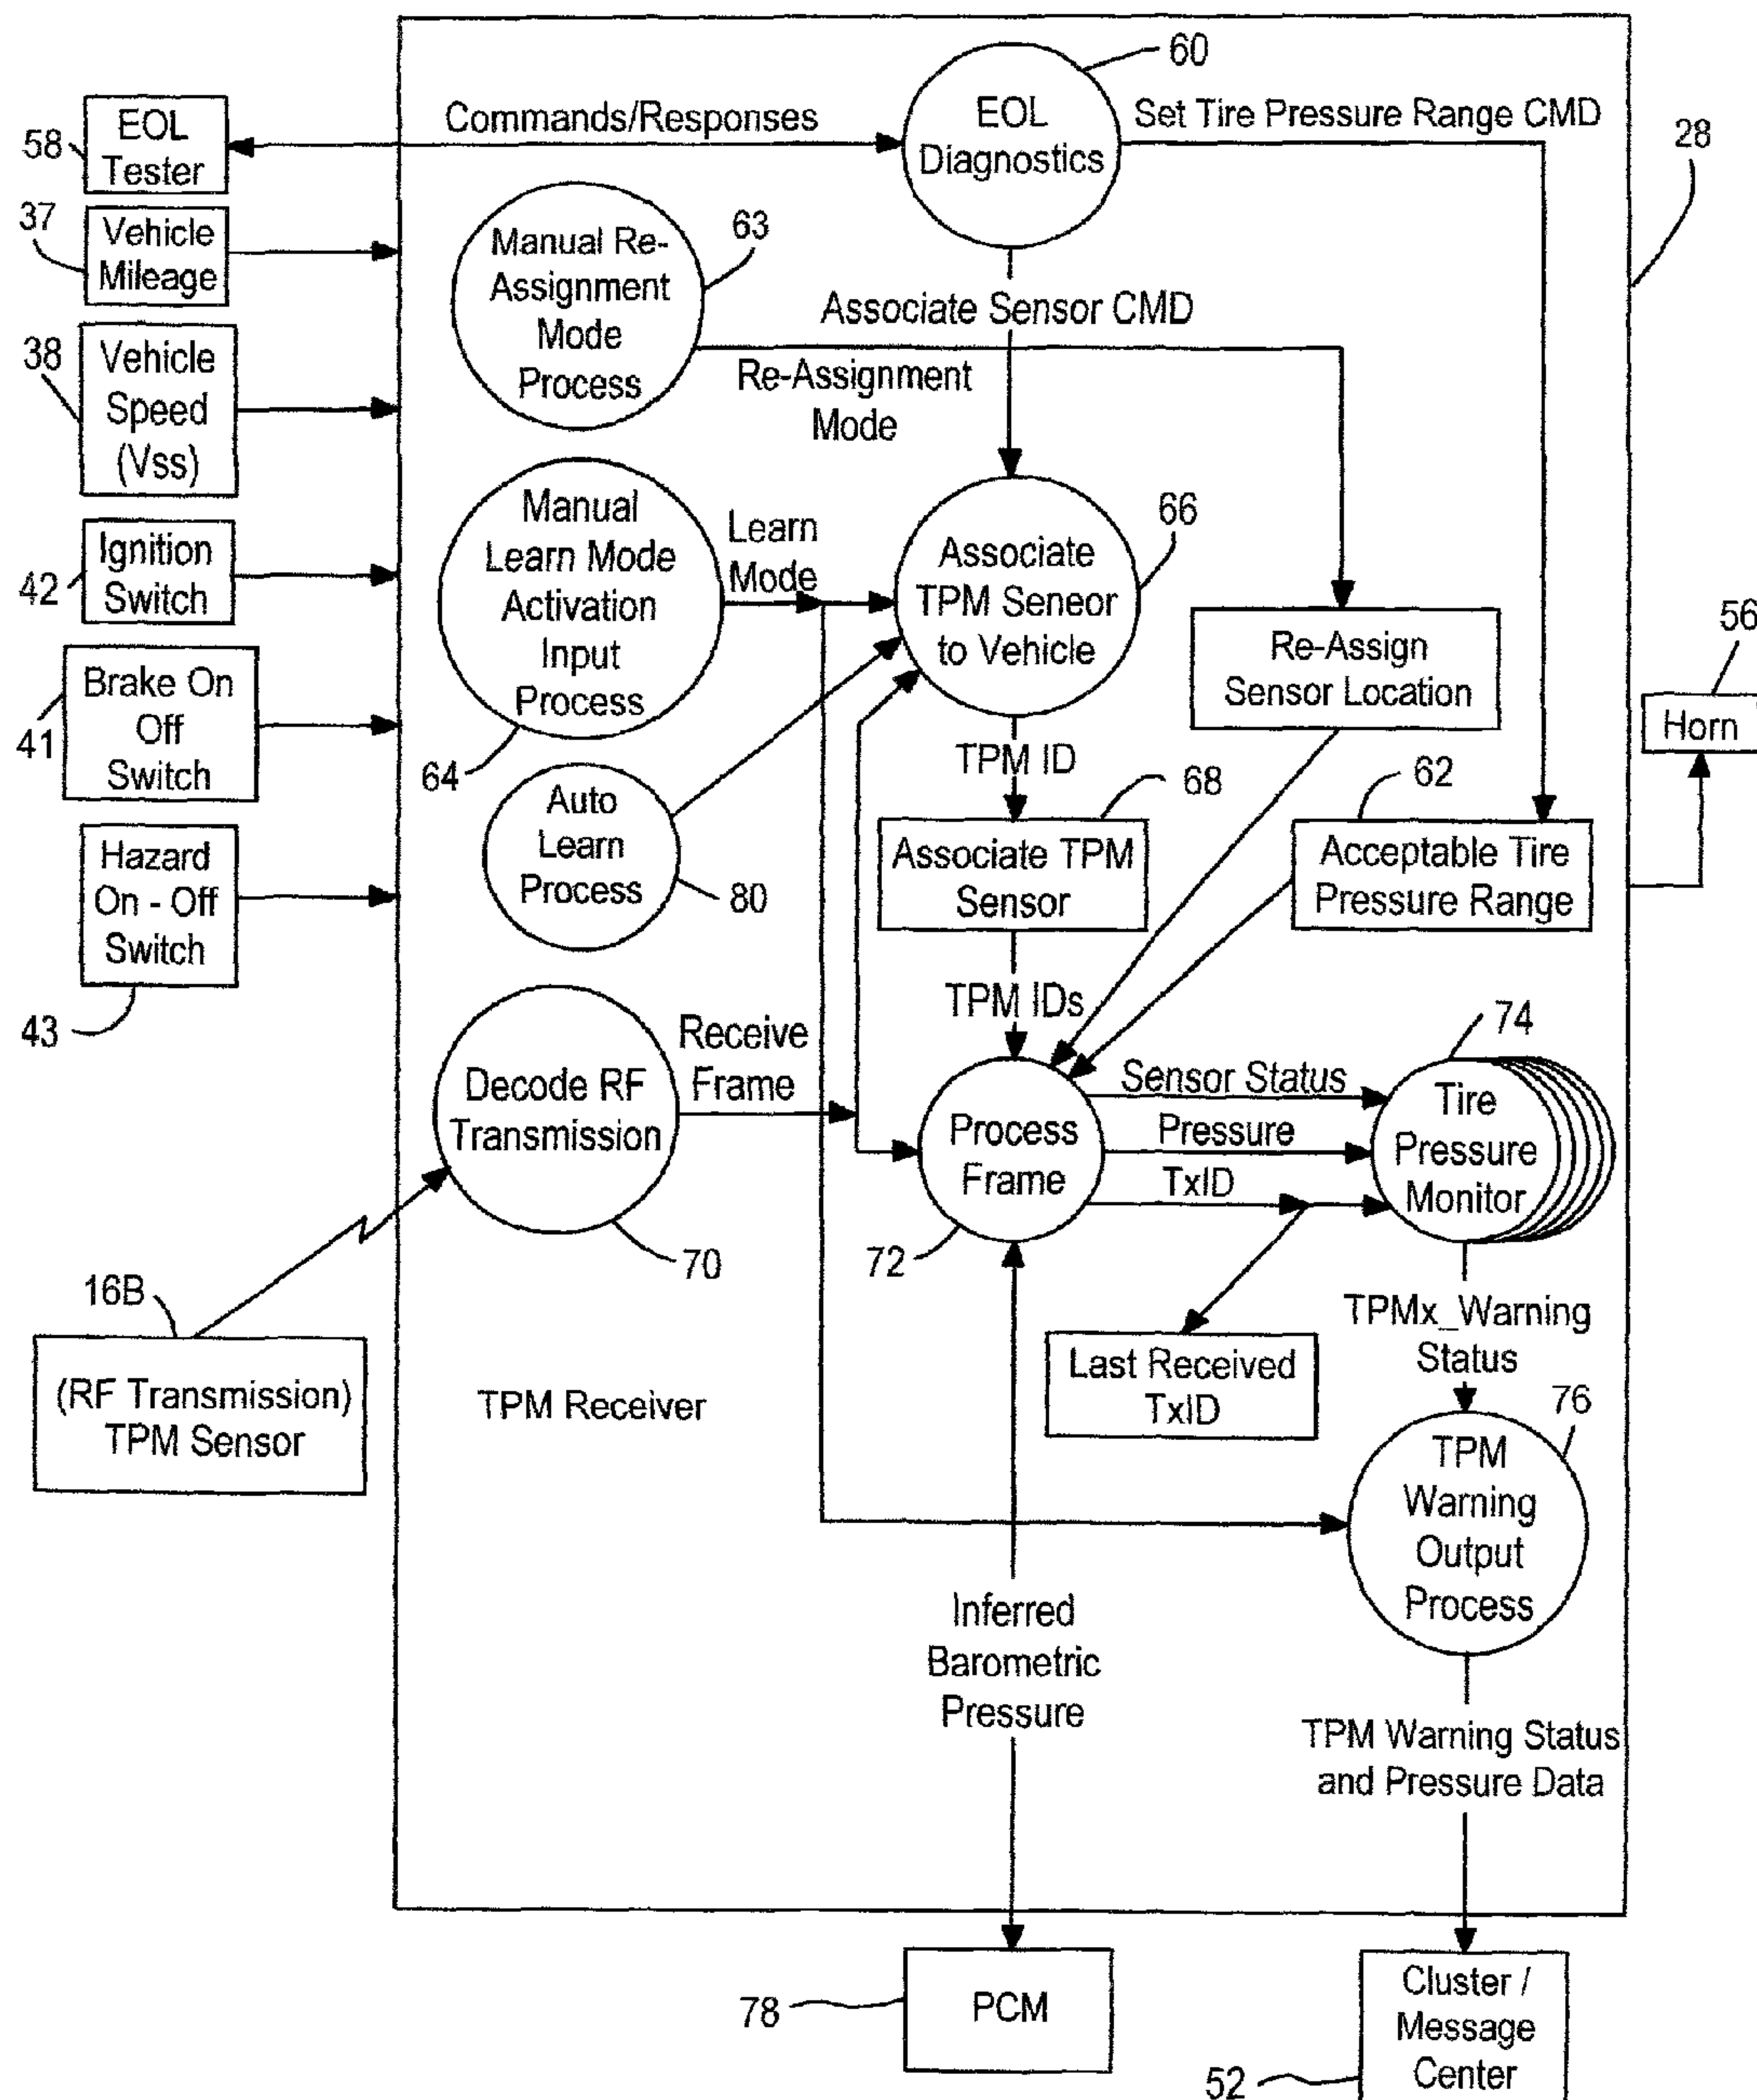 60
EOL
Tester
58
Commands/Responses
EOL
Diagnostics
Set Tire Pressure Range CMD
28
37
Vehicle
Mileage
Manual Re-
Assignment
Mode
Process
63
Associate Sensor CMD
Re-Assignment
Mode
38
Vehicle
Speed
(Vss)
42
Ignition
Switch
Manual
Learn Mode
Activation
Input
Process
64
Learn
Mode
Associate
TPM Seneor
to Vehicle
66
Re-Assign
Sensor Location
56
Horn
41
Brake On
Off
Switch
TPM ID
68
62
Auto
Learn
Process
80
Associate TPM
Sensor
Acceptable Tire
Pressure Range
Hazard
On - Off
Switch
43
TPM IDs
Decode RF
Transmission
70
Receive
Frame
Process
Frame
72
Sensor Status
Pressure
TxID
74
Tire
Pressure
Monitor
16B
(RF Transmission)
TPM Sensor
TPM Receiver
Last Received
TxID
TPMx_Warning
Status
76
TPM
Warning
Output
Process
Inferred
Barometric
Pressure
TPM Warning Status
and Pressure Data
78
PCM
Cluster /
Message
Center
52